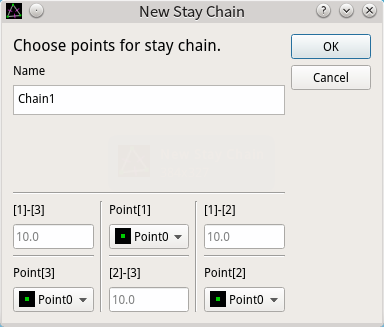 New Stay Chain
Choose points for stay chain.
OK
Name
Cancel
Chain1
[1]-[3] Point[1] [1]-[2]
10.0 Point0 10.0
Point[3] [2]-[3] Point[2]
Point0 10.0 Point0